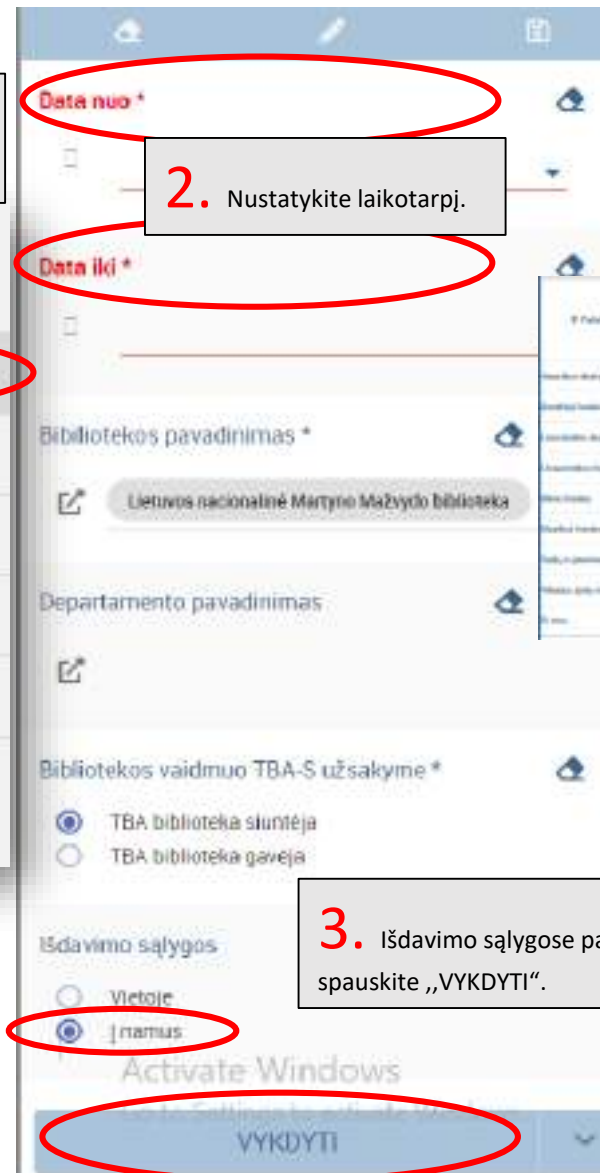 Data nuo *
2. Nustatykite laikotarpį.
Data iki *
Bibliotekos pavadinimas *
Lietuvos nacionalinė Martyno Mažvydo biblioteka
Departamento pavadinimas
Bibliotekos vaidmuo TBA-S užsakyme *
TBA biblioteka siuntėja
TBA biblioteka gavėja
3. Išdavimo sąlygose pa
spauskite ,,VYKDYTI“.
Išdavimo sąlygos
Vietoje
Į namus
Activate Windows
VYKDYTI